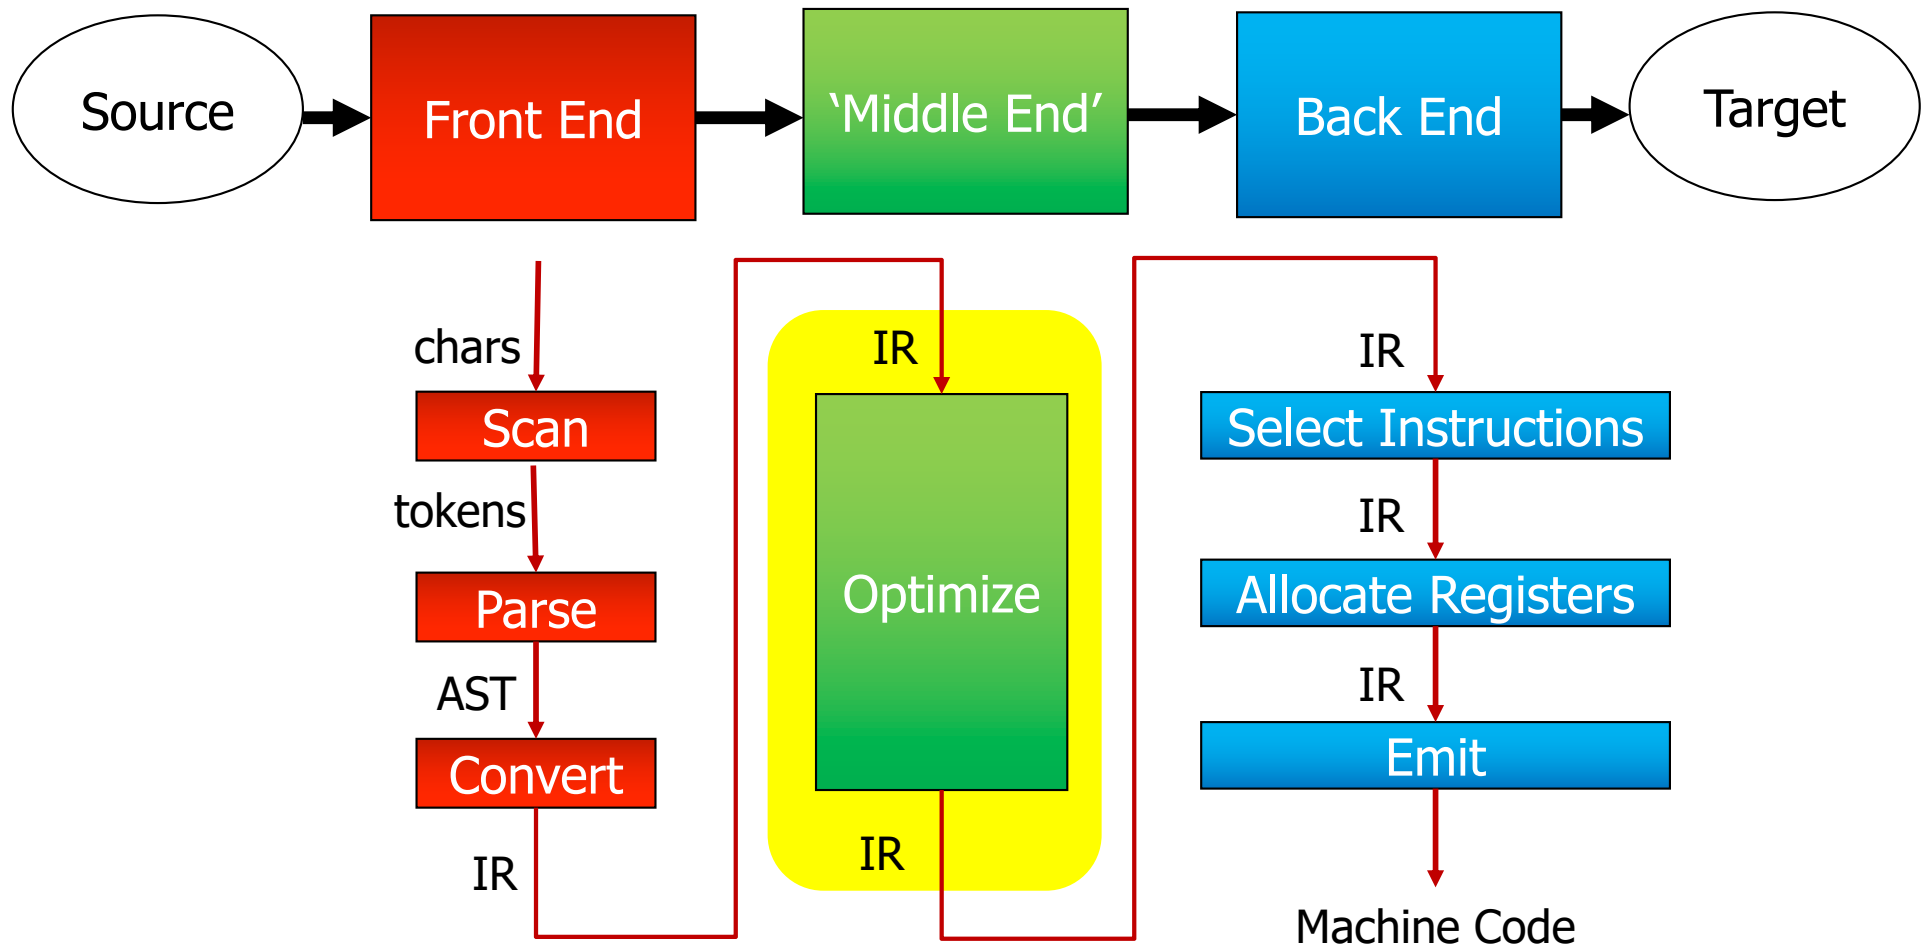 Source
Front End
‘Middle End’
Back End
Target
chars
Scan
tokens
Parse
AST
Convert
IR
IR
Optimize
IR
IR
Select Instructions
IR
Allocate Registers
IR
Emit
Machine Code